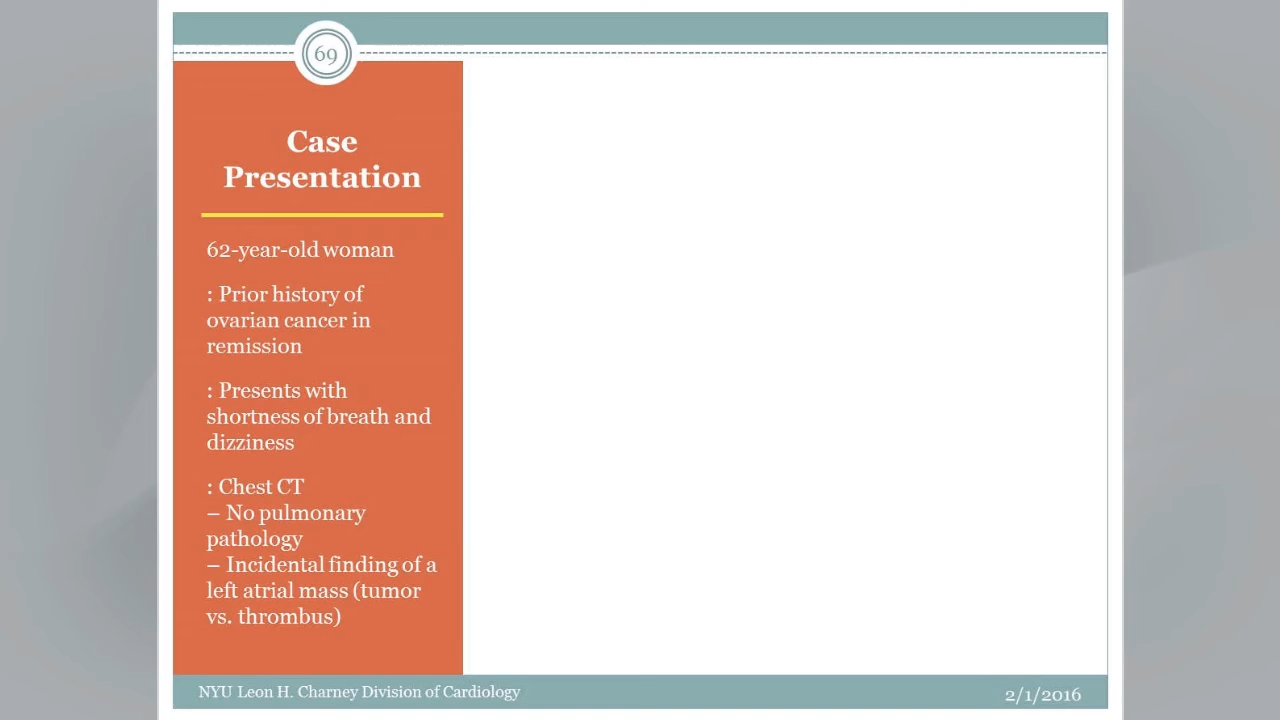 69
Case
Presentation
62-year-old woman
: Prior history of
ovarian cancer in
remission
: Presents with
shortness of breath and
dizziness
: Chest CT
– No pulmonary
pathology
– Incidental finding of a
left atrial mass (tumor
vs. thrombus)
NYU Leon H. Charney Division of Cardiology
2/1/2016